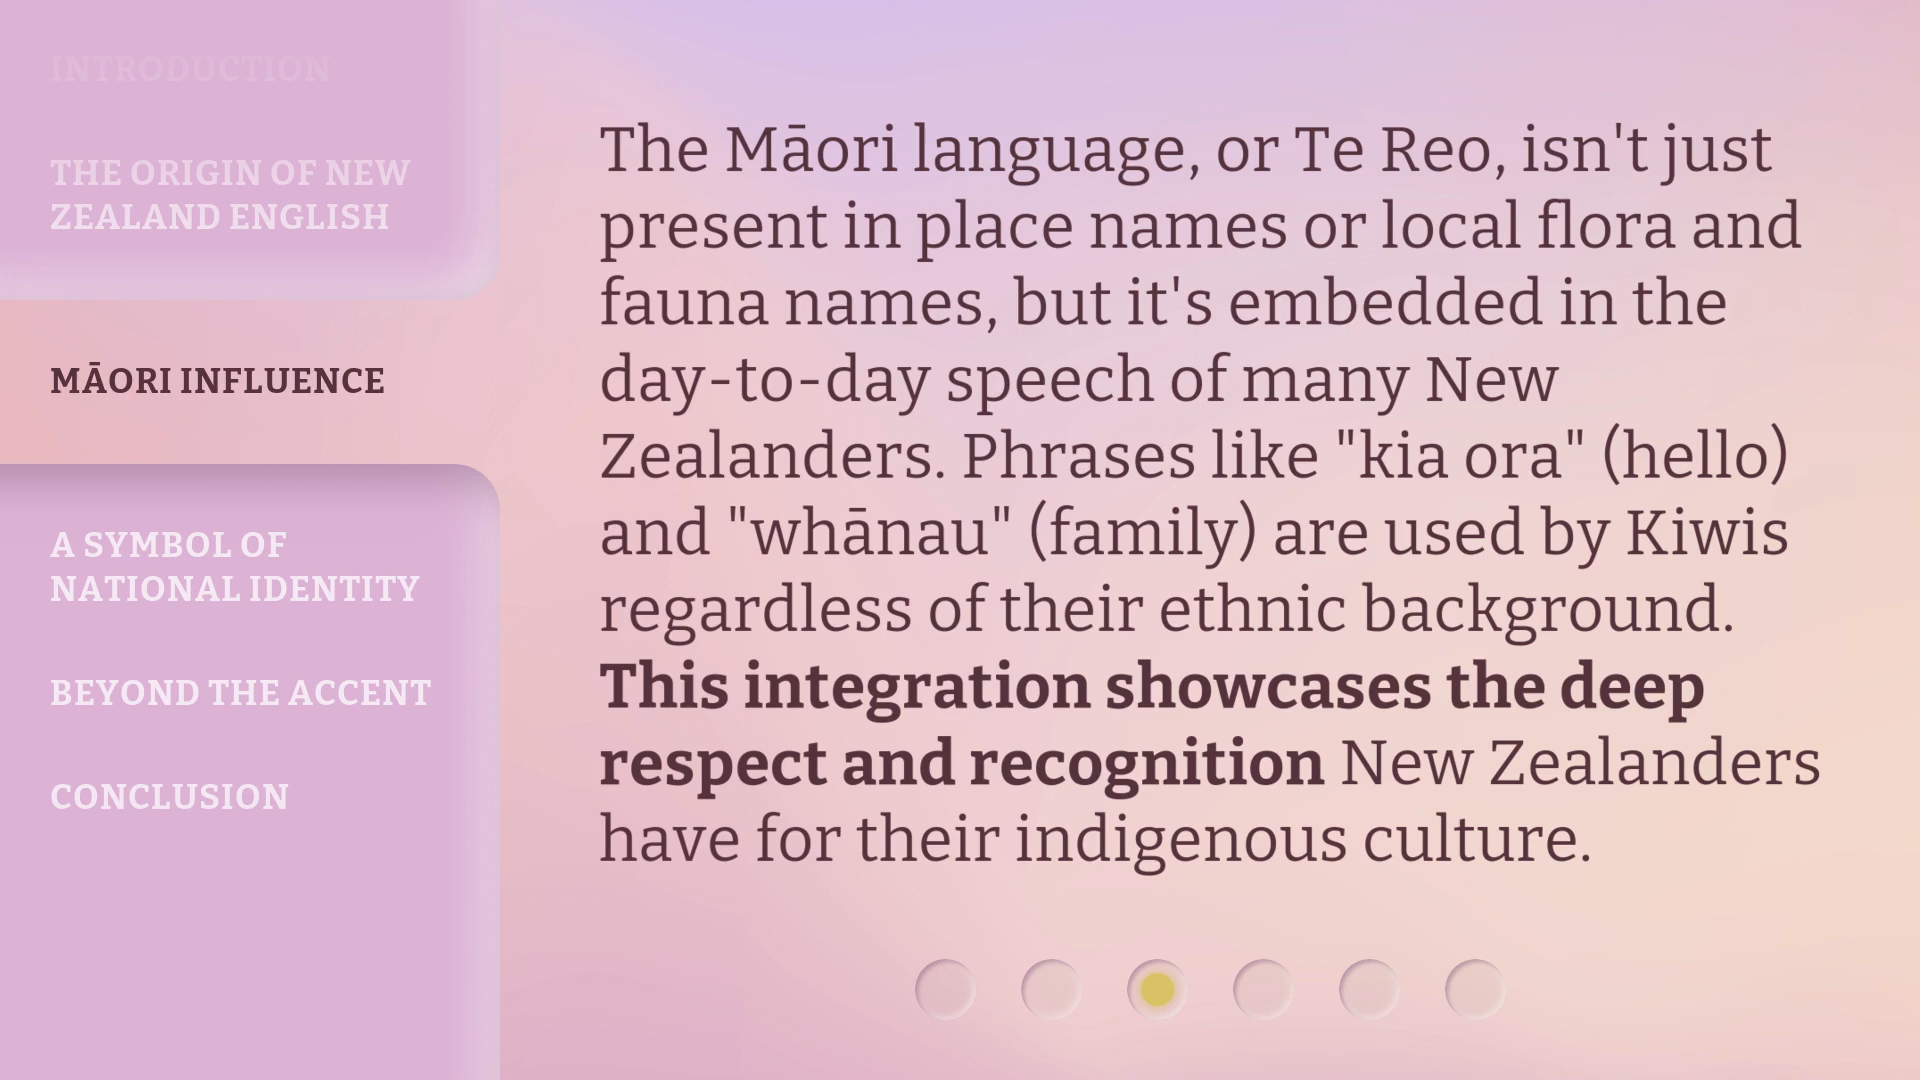 INTRODUCTION
THE ORIGIN OF NEW
ZEALAND ENGLISH
MĀORI INFLUENCE
A SYMBOL OF
NATIONAL IDENTITY
BEYOND THE ACCENT
CONCLUSION
The Māori language, or Te Reo, isn't just
present in place names or local flora and
fauna names, but it's embedded in the
day-to-day speech of many New
Zealanders. Phrases like "kia ora" (hello)
and "whānau" (family) are used by Kiwis
regardless of their ethnic background.
This integration showcases the deep
respect and recognition New Zealanders
have for their indigenous culture.